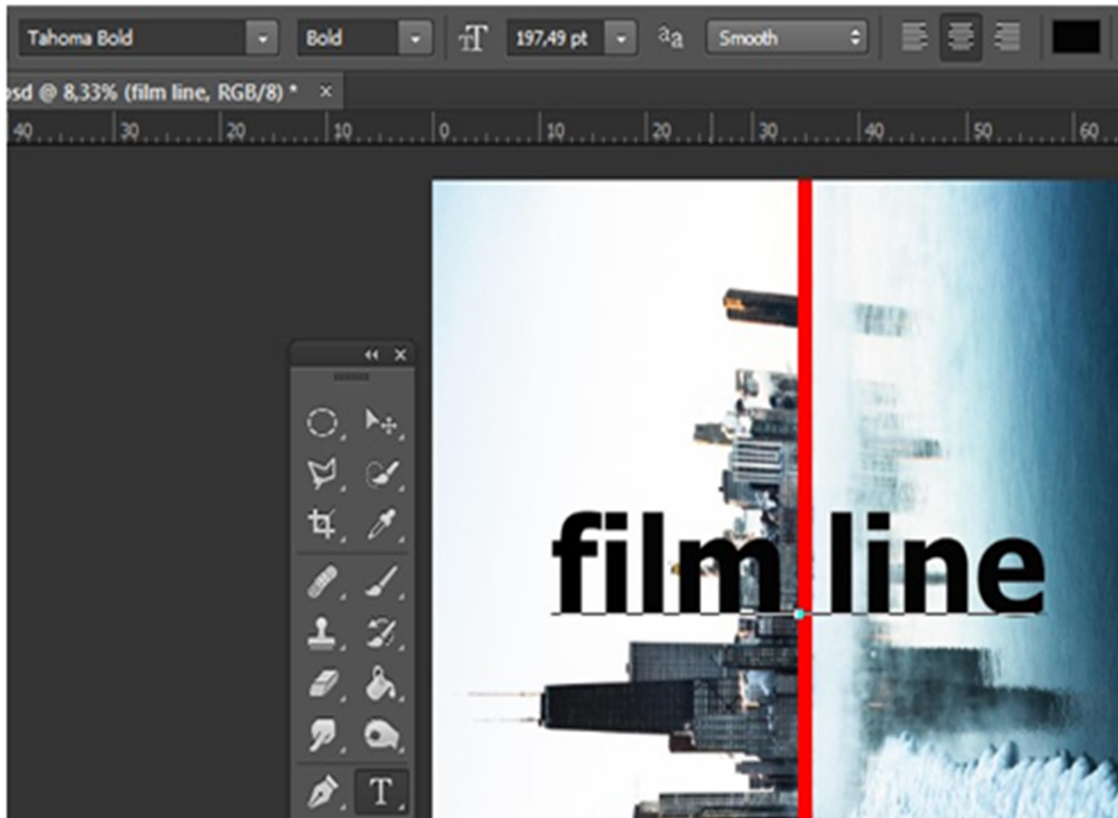 Tahoma Bold Bold 197,49 pt aa Smooth
psd @ 8,33% (film line, RGB/8) * ×
40 30 20 10 0 10 20 30 40 50 60
film line
T